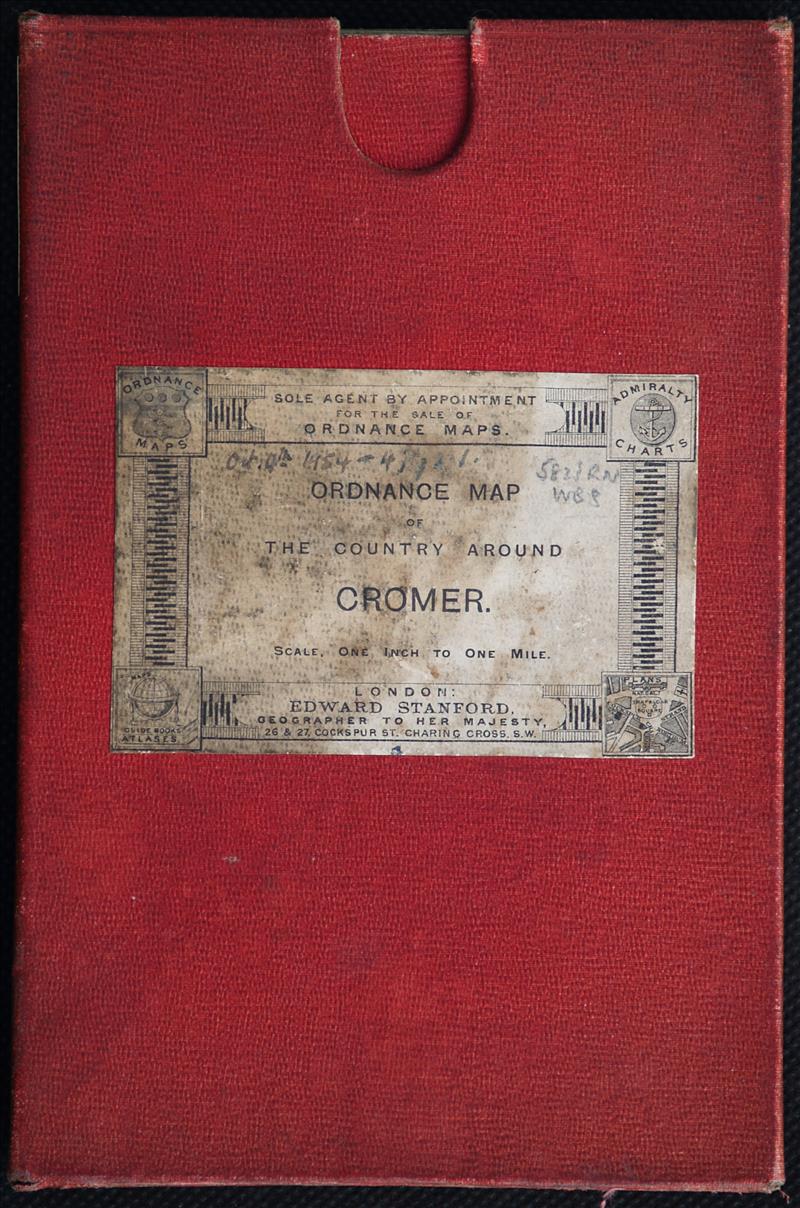 ORDNANCE
MAPS
SOLE AGENT BY APPOINTMENT
FOR THE SALE OF
ORDNANCE MAPS.
ADMIRALTY
CHARTS
ORDNANCE MAP
OF
THE COUNTRY AROUND
CROMER.
SCALE, ONE INCH TO ONE MILE.
MAPS
GUIDE BOOKS
ATLASES
LONDON:
EDWARD STANFORD,
GEOGRAPHER TO HER MAJESTY,
26 & 27, COCKSPUR ST. CHARING CROSS. S.W.
PLANS